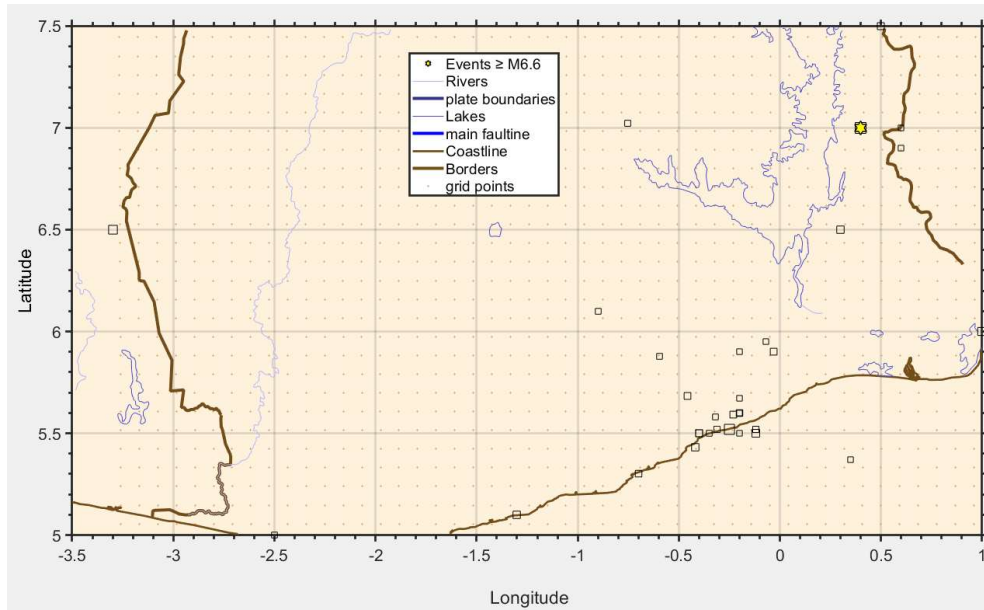 7.5
7
6.5
6
5.5
5
Latitude
Events ≥ M6.6
Rivers
plate boundaries
Lakes
main faultine
Coastline
Borders
grid points
-3.5 -3 -2.5 -2 -1.5 -1 -0.5 0 0.5 1
Longitude